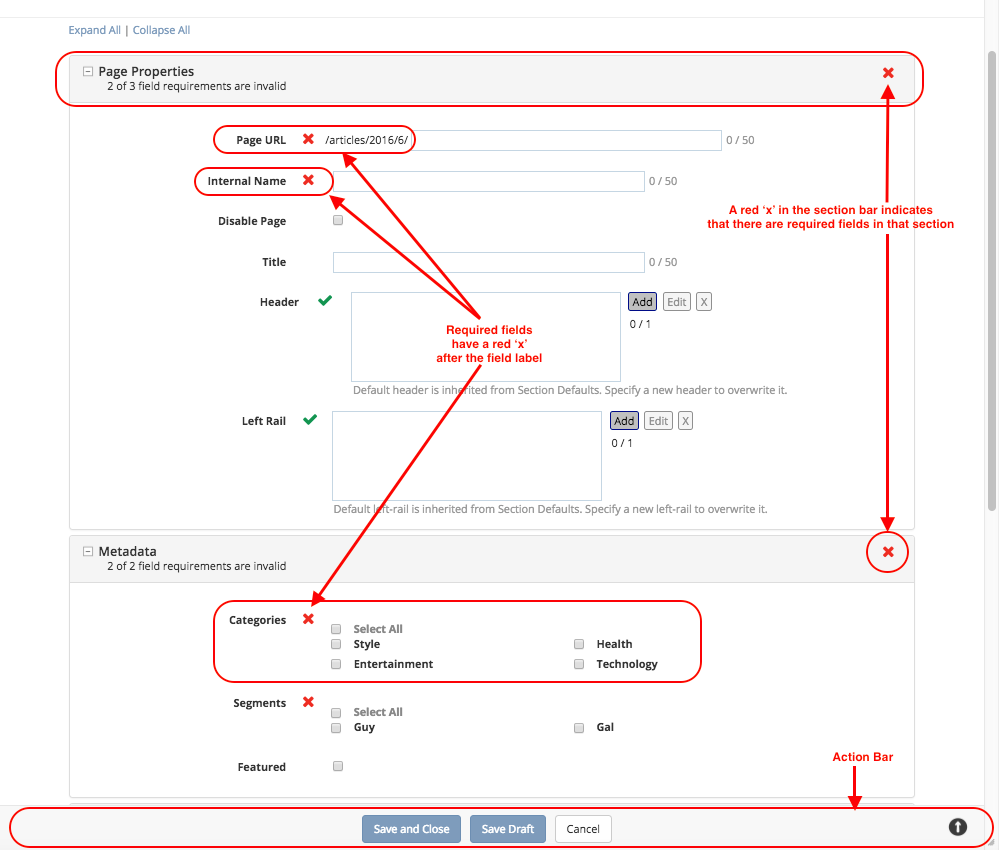 Expand All | Collapse All
Page Properties
2 of 3 field requirements are invalid
Page URL /articles/2016/6/ 0 / 50
Internal Name 0 / 50
A red ‘x’ in the section bar indicates
that there are required fields in that section
Disable Page
Title 0 / 50
Header Add Edit X
0 / 1
Required fields
have a red ‘x’
after the field label
Default header is inherited from Section Defaults. Specify a new header to overwrite it.
Left Rail Add Edit X
0 / 1
Default left-rail is inherited from Section Defaults. Specify a new left-rail to overwrite it.
Metadata
2 of 2 field requirements are invalid
Categories
Select All
Style Health
Entertainment Technology
Segments
Select All
Guy Gal
Featured
Action Bar
Save and Close Save Draft Cancel